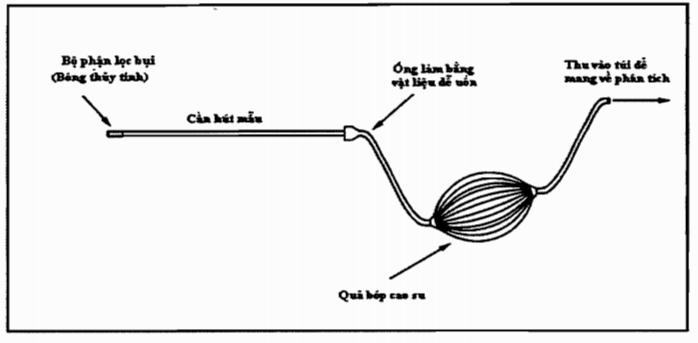 Bộ phận lọc bụi
(Bông thủy tinh)
Cần hút mẫu
Ống làm bằng
vật liệu dễ uốn
Thu vào túi để
mang về phân tích
Quả bóp cao su